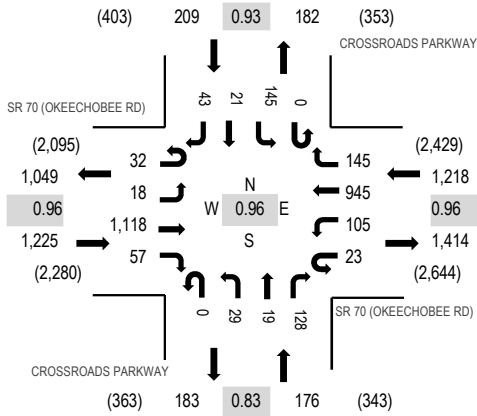 (403) 209 0.93 182 (353)
CROSSROADS PARKWAY
43 21 145 0
SR 70 (OKEECHOBEE RD)
(2,095) (2,429)
32 145
1,049 1,218
18 N 945
0.96 W 0.96 E 0.96
1,118 S 105
1,225 1,414
57 23
(2,280) (2,644)
0 29 19 128
SR 70 (OKEECHOBEE RD)
CROSSROADS PARKWAY
(363) 183 0.83 176 (343)